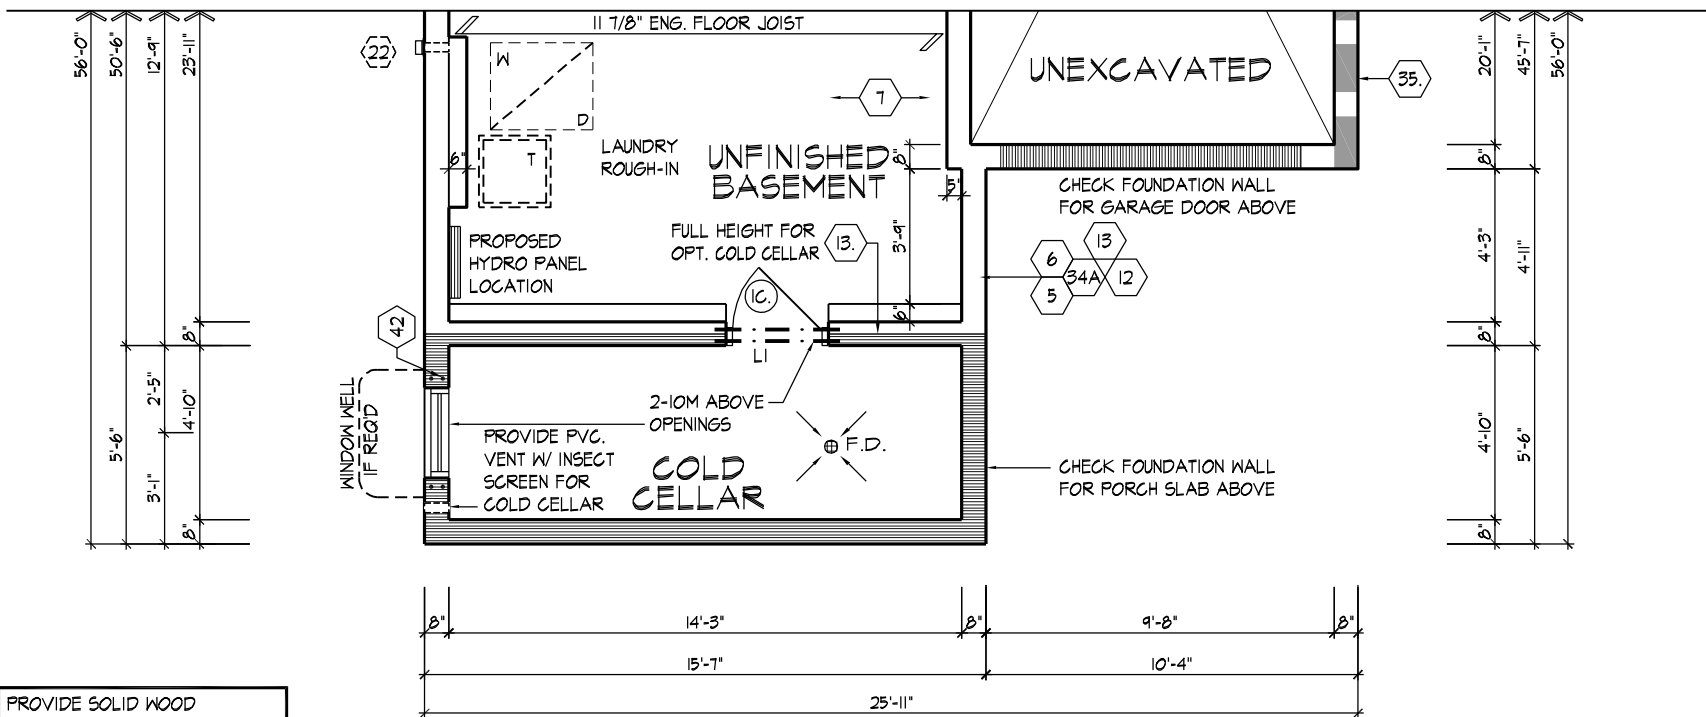 11 7/8" ENG. FLOOR JOIST
56'-0"
50'-6"
12'-9"
23'-11"
22
W
D
7
UNEXCAVATED
35.
20'-1"
45'-7"
56'-0"
6"
T
LAUNDRY
ROUGH-IN
UNFINISHED
BASEMENT
8"
5"
8"
CHECK FOUNDATION WALL
FOR GARAGE DOOR ABOVE
PROPOSED
HYDRO PANEL
LOCATION
FULL HEIGHT FOR
OPT. COLD CELLAR
13.
3'-9"
6
13
34A
12
5
4'-3"
4'-11"
1C.
6"
42
8"
L1
8"
WINDOW WELL
IF REQ'D
2'-5"
4'-10"
5'-6"
3'-1"
8"
2-10M ABOVE
OPENINGS
PROVIDE PVC.
VENT W/ INSECT
SCREEN FOR
COLD CELLAR
COLD
CELLAR
F.D.
CHECK FOUNDATION WALL
FOR PORCH SLAB ABOVE
4'-10"
5'-6"
8"
8"
14'-3"
8"
9'-8"
8"
15'-7"
10'-4"
25'-11"
PROVIDE SOLID WOOD